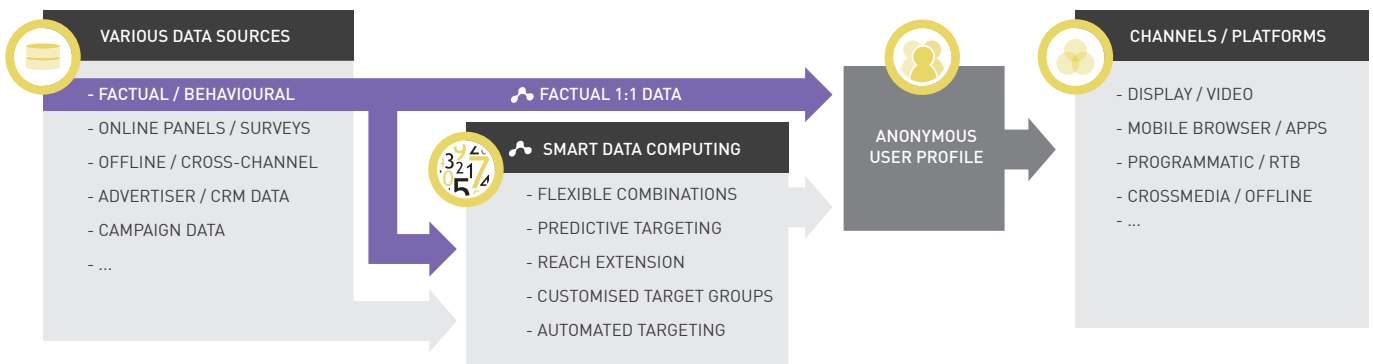 VARIOUS DATA SOURCES
- FACTUAL / BEHAVIOURAL
- ONLINE PANELS / SURVEYS
- OFFLINE / CROSS-CHANNEL
- ADVERTISER / CRM DATA
- CAMPAIGN DATA
- ...
FACTUAL 1:1 DATA
SMART DATA COMPUTING
- FLEXIBLE COMBINATIONS
- PREDICTIVE TARGETING
- REACH EXTENSION
- CUSTOMISED TARGET GROUPS
- AUTOMATED TARGETING
ANONYMOUS
USER PROFILE
CHANNELS / PLATFORMS
- DISPLAY / VIDEO
- MOBILE BROWSER / APPS
- PROGRAMMATIC / RTB
- CROSSMEDIA / OFFLINE
- ...